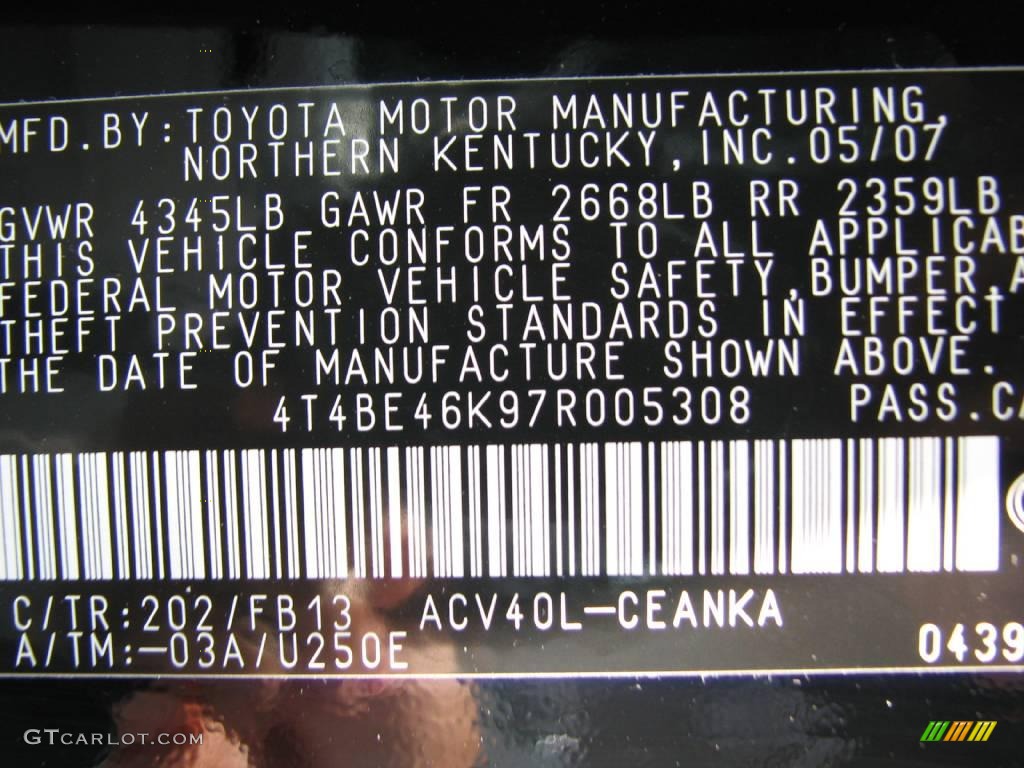 MFD.BY:TOYOTA MOTOR MANUFACTURING,
NORTHERN KENTUCKY,INC.05/07
GVWR 4345LB GAWR FR 2668LB RR 2359LB
THIS VEHICLE CONFORMS TO ALL APPLICAB
FEDERAL MOTOR VEHICLE SAFETY,BUMPER,A
THEFT PREVENTION STANDARDS IN EFFECT
THE DATE OF MANUFACTURE SHOWN ABOVE.
4T4BE46K97R005308 PASS.CA
C/TR:202/FB13 ACV40L-CEANKA
A/TM:-03A/U250E 0439
GTCARLOT.COM